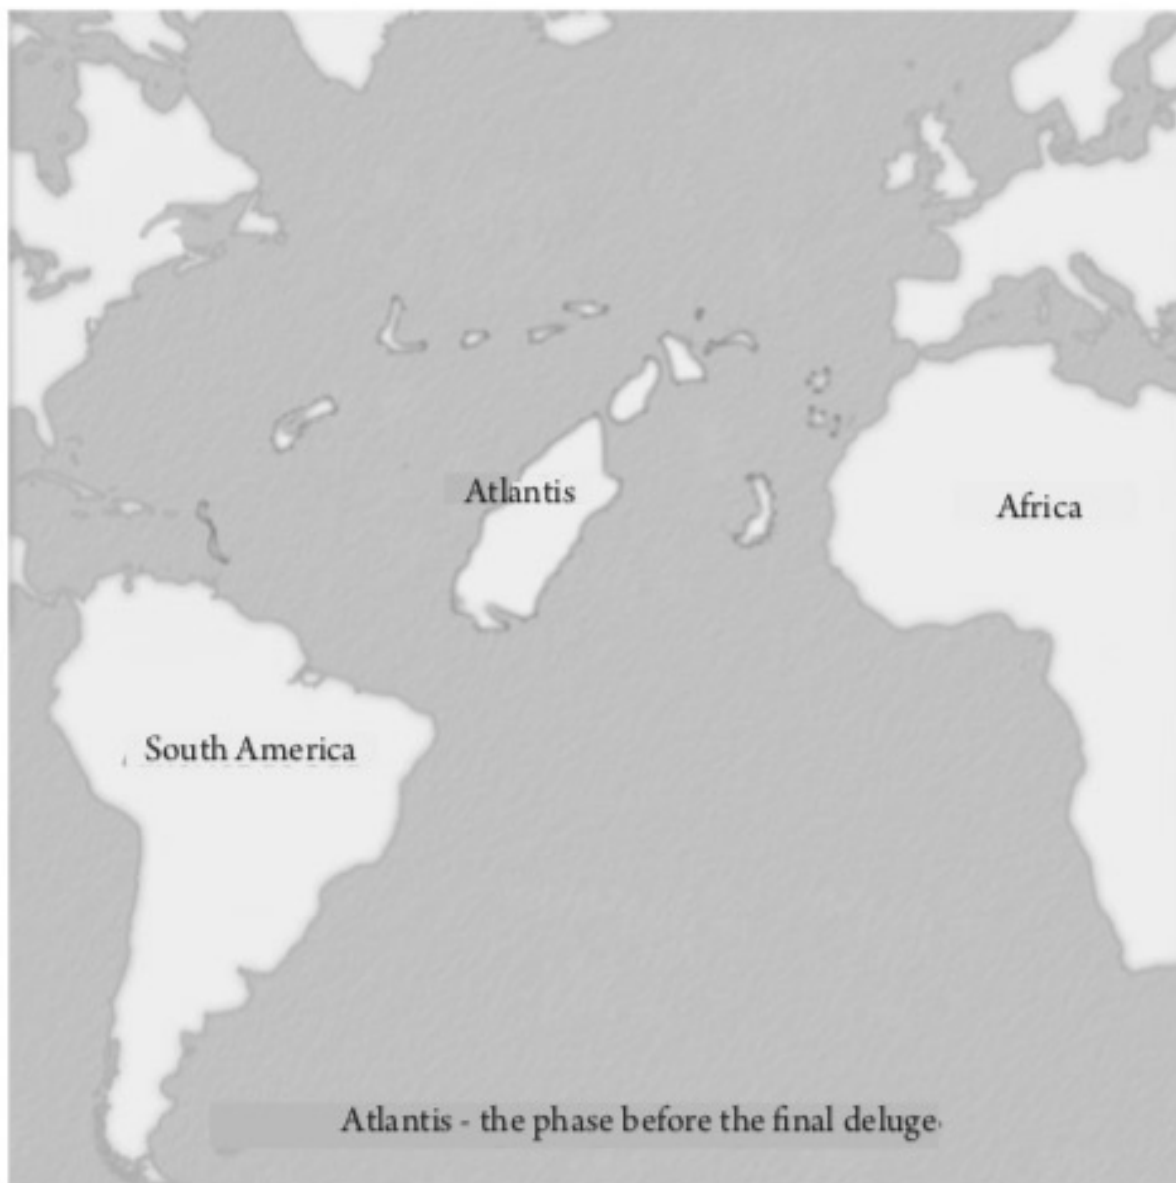 Atlantis
Africa
South America
Atlantis - the phase before the final deluge